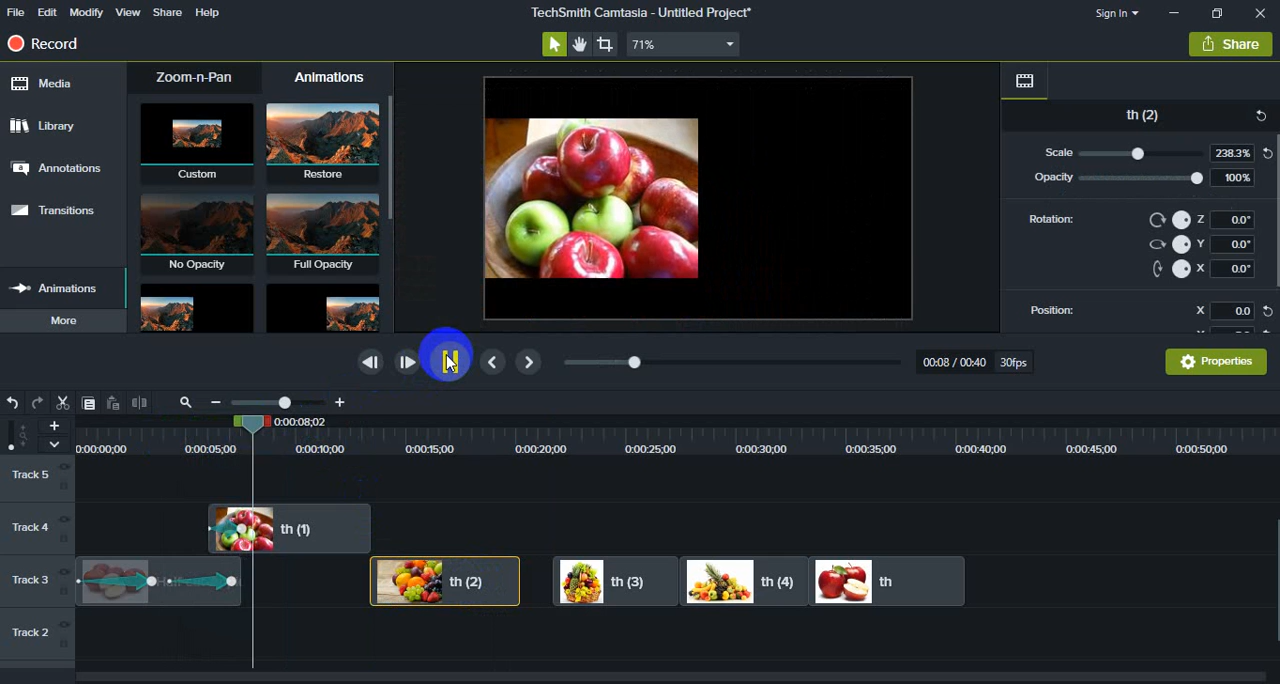 File Edit Modify View Share Help
TechSmith Camtasia - Untitled Project*
Sign In
Record
71%
Share
Media
Library
Annotations
Transitions
Animations
More
Zoom-n-Pan Animations
Custom Restore
No Opacity Full Opacity
th (2)
Scale 238.3%
Opacity 100%
Rotation: Z 0.0°
Y 0.0°
X 0.0°
Position: X 0.0
00:08 / 00:40 30fps
Properties
0:00:08;02
0:00:00;00 0:00:05;00 0:00:10;00 0:00:15;00 0:00:20;00 0:00:25;00 0:00:30;00 0:00:35;00 0:00:40;00 0:00:45;00 0:00:50;00
Track 5
Track 4 th (1)
Track 3 th (2) th (3) th (4) th
Track 2